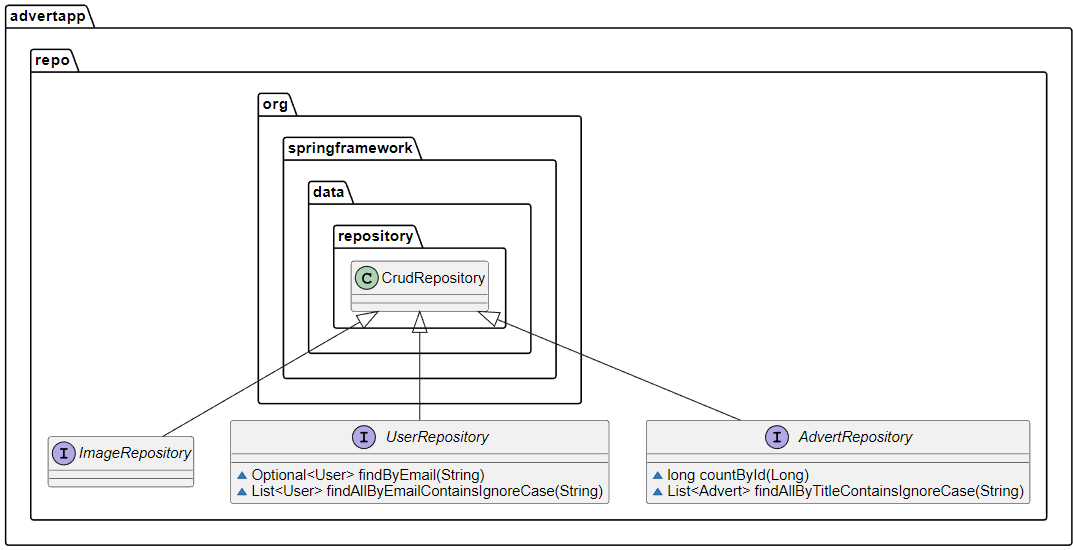 advertapp
repo
org
springframework
data
repository
C CrudRepository
I ImageRepository
I UserRepository
Optional<User> findByEmail(String)
List<User> findAllByEmailContainsIgnoreCase(String)
I AdvertRepository
long countById(Long)
List<Advert> findAllByTitleContainsIgnoreCase(String)